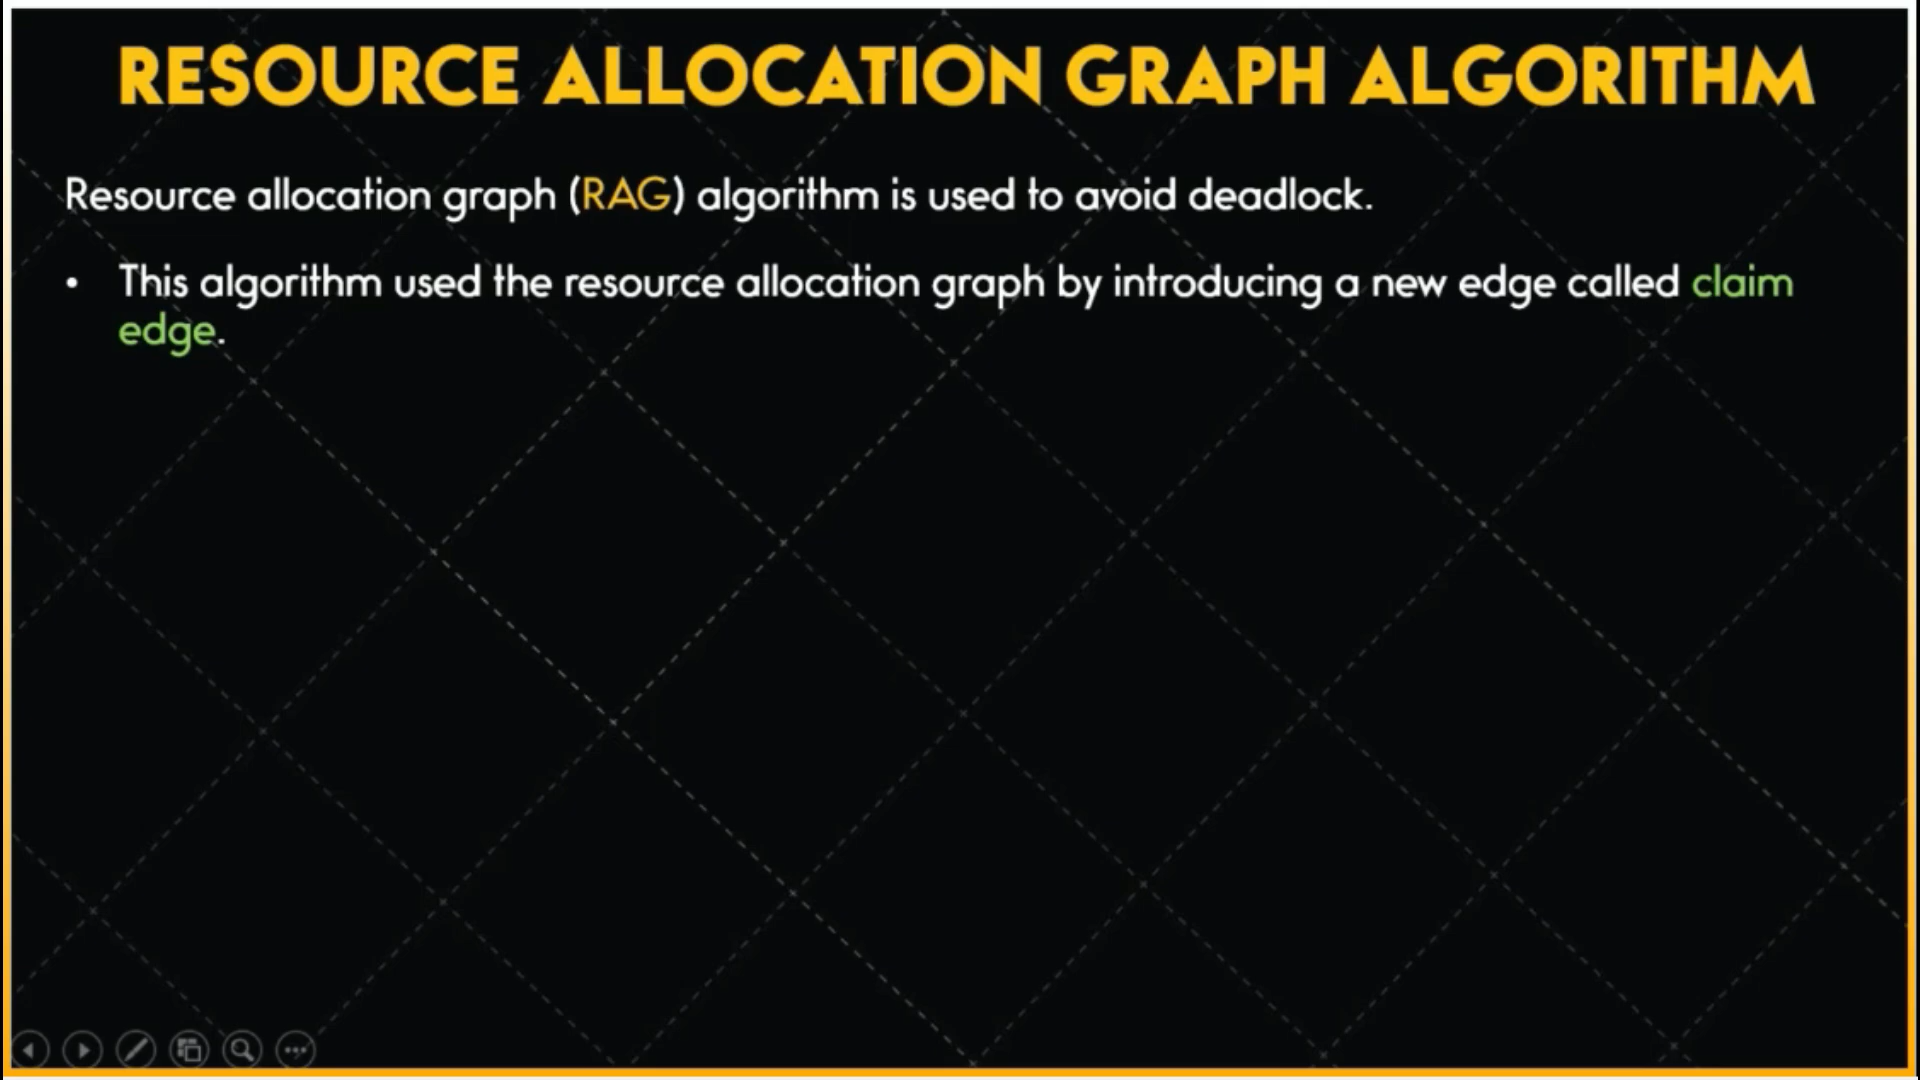 RESOURCE ALLOCATION GRAPH ALGORITHM
Resource allocation graph (RAG) algorithm is used to avoid deadlock.
• This algorithm used the resource allocation graph by introducing a new edge called claim
edge.